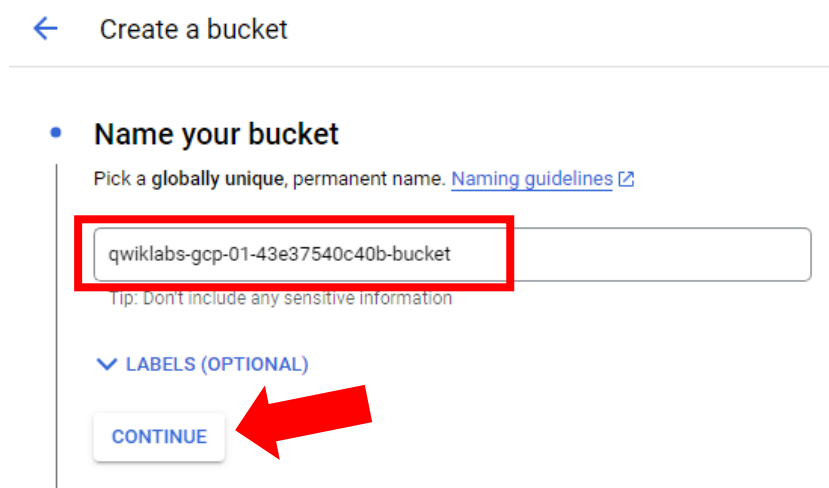 Create a bucket
Name your bucket
Pick a globally unique, permanent name. Naming guidelines
qwiklabs-gcp-01-43e37540c40b-bucket
Tip: Don't include any sensitive information
LABELS (OPTIONAL)
CONTINUE